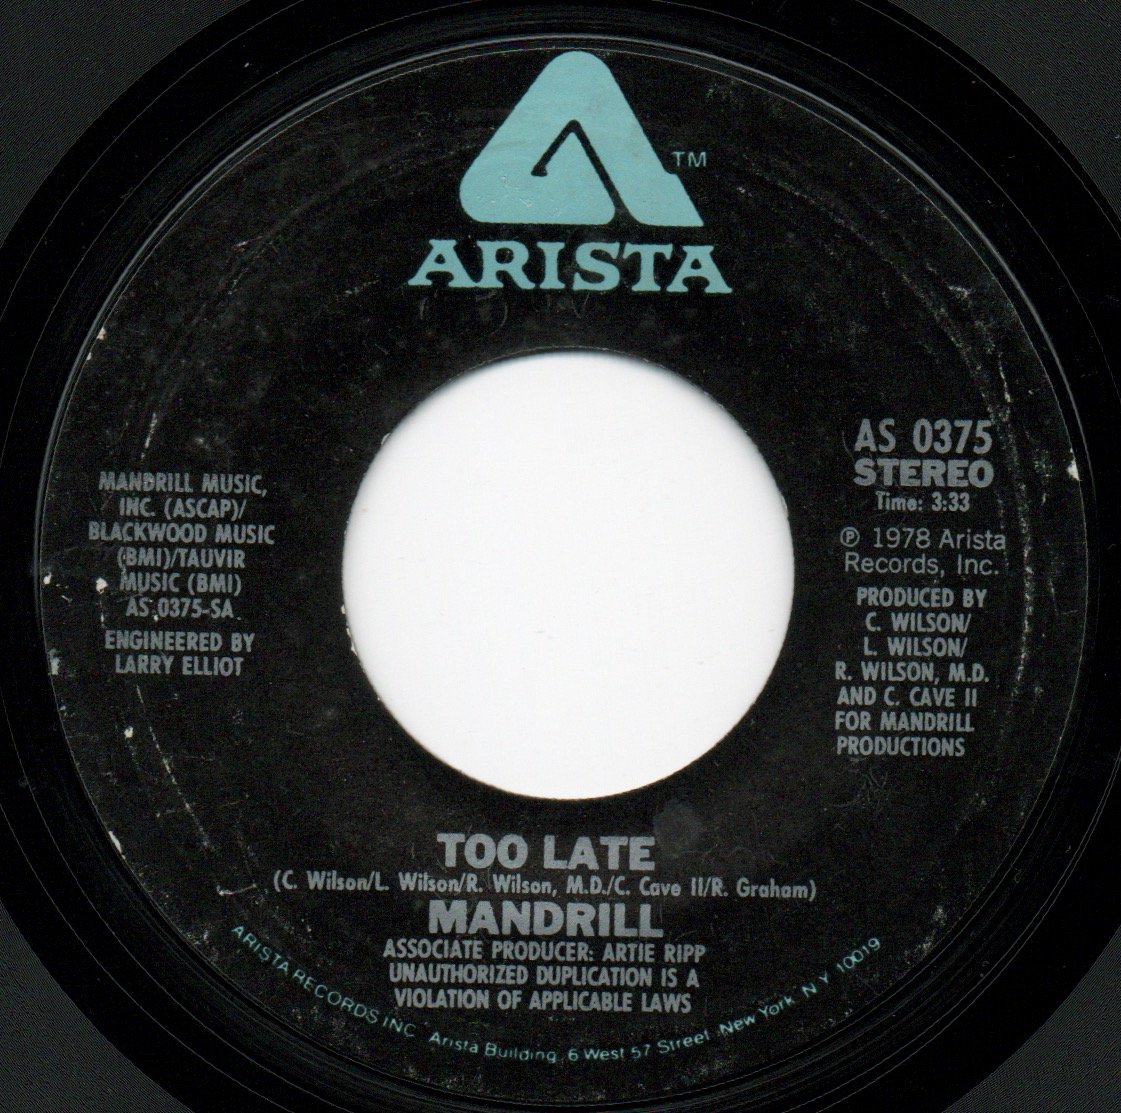 TM
ARISTA
MANDRILL MUSIC,
INC. (ASCAP)/
BLACKWOOD MUSIC
(BMI)/TAUVIR
MUSIC (BMI)
AS 0375-SA
ENGINEERED BY
LARRY ELLIOT
AS 0375
STEREO
Time: 3:33
℗ 1978 Arista
Records, Inc.
PRODUCED BY
C. WILSON/
L. WILSON/
R. WILSON, M.D.
AND C. CAVE II
FOR MANDRILL
PRODUCTIONS
TOO LATE
(C. Wilson/L. Wilson/R. Wilson, M.D./C. Cave II/R. Graham)
MANDRILL
ASSOCIATE PRODUCER: ARTIE RIPP
UNAUTHORIZED DUPLICATION IS A
VIOLATION OF APPLICABLE LAWS
ARISTA RECORDS INC Arista Building, 6 West 57 Street New York N Y 10019